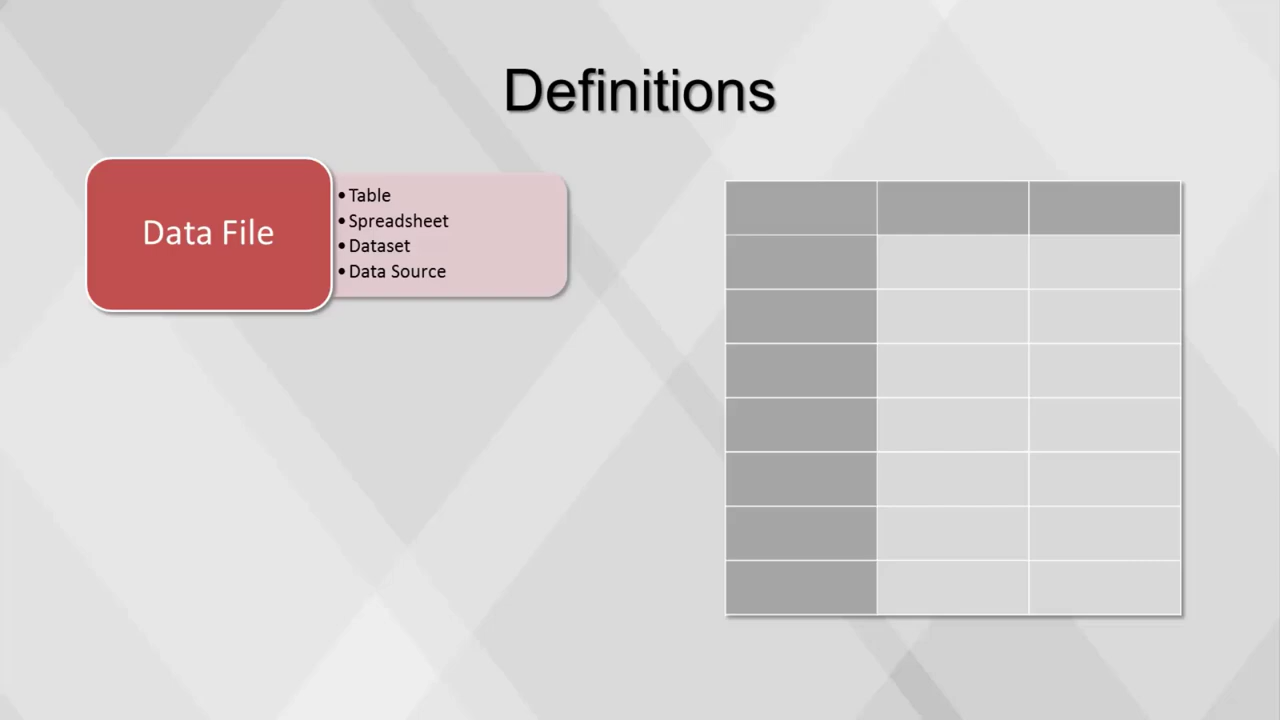 Definitions
Data File
• Table
• Spreadsheet
• Dataset
• Data Source